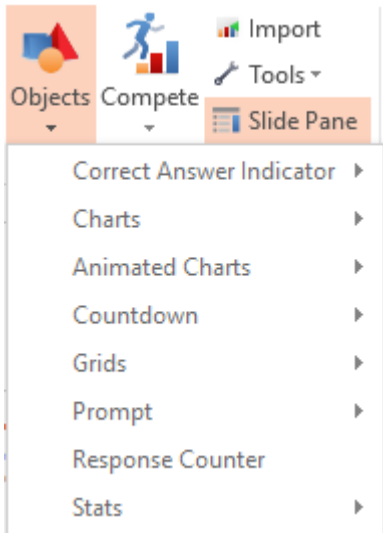 Objects
Compete
Import
Tools
Slide Pane
Correct Answer Indicator
Charts
Animated Charts
Countdown
Grids
Prompt
Response Counter
Stats